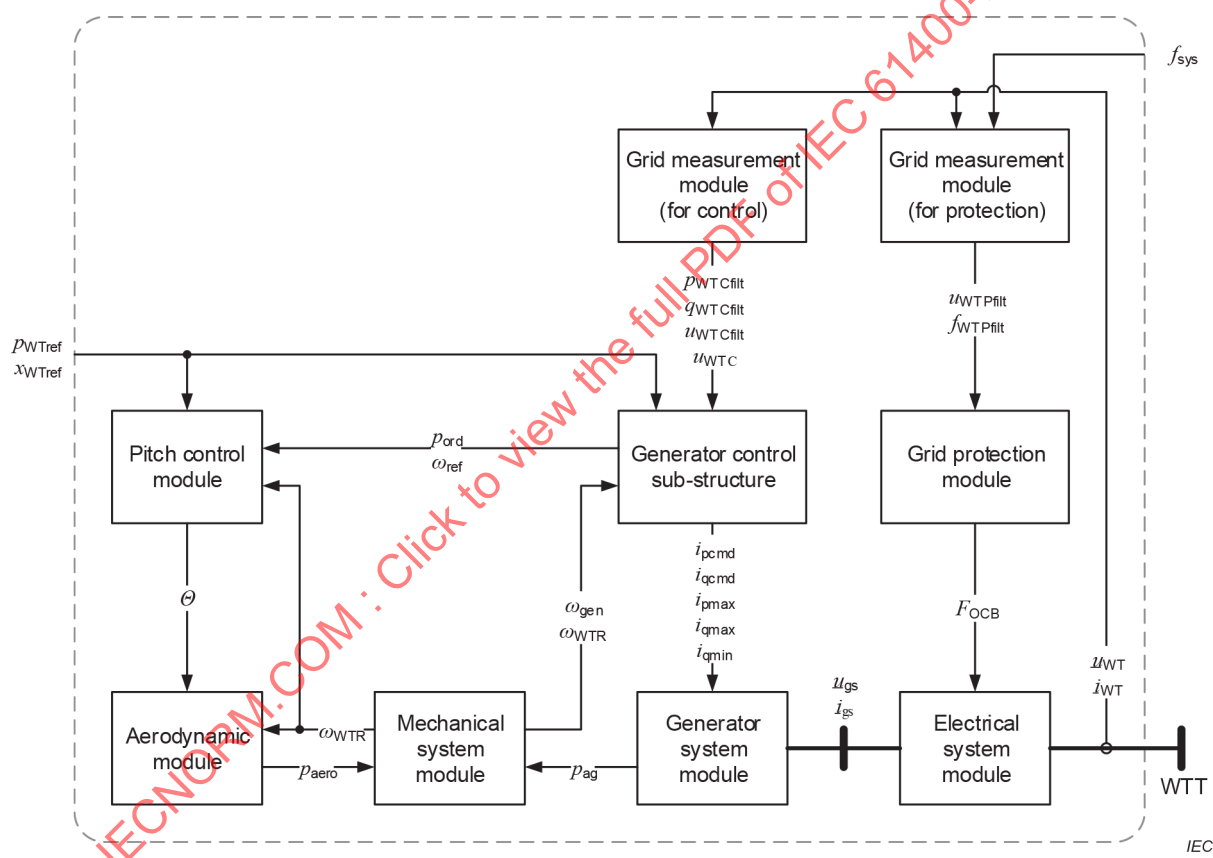 f_sys
Grid measurement
module
(for control)
Grid measurement
module
(for protection)
p_WTCfilt
q_WTCfilt
u_WTCfilt
u_WTC
u_WTPfilt
f_WTPfilt
p_WTref
x_WTref
Pitch control
module
p_ord
ω_ref
Generator control
sub-structure
Grid protection
module
Θ
ω_gen
ω_WTR
i_pcmd
i_qcmd
i_pmax
i_qmax
i_qmin
F_OCB
u_WT
i_WT
Aerodynamic
module
ω_WTR
p_aero
Mechanical
system
module
p_ag
Generator
system
module
u_gs
i_gs
Electrical
system
module
WTT
IEC
IECNORM.COM : Click to view the full PDF of IEC 61400-